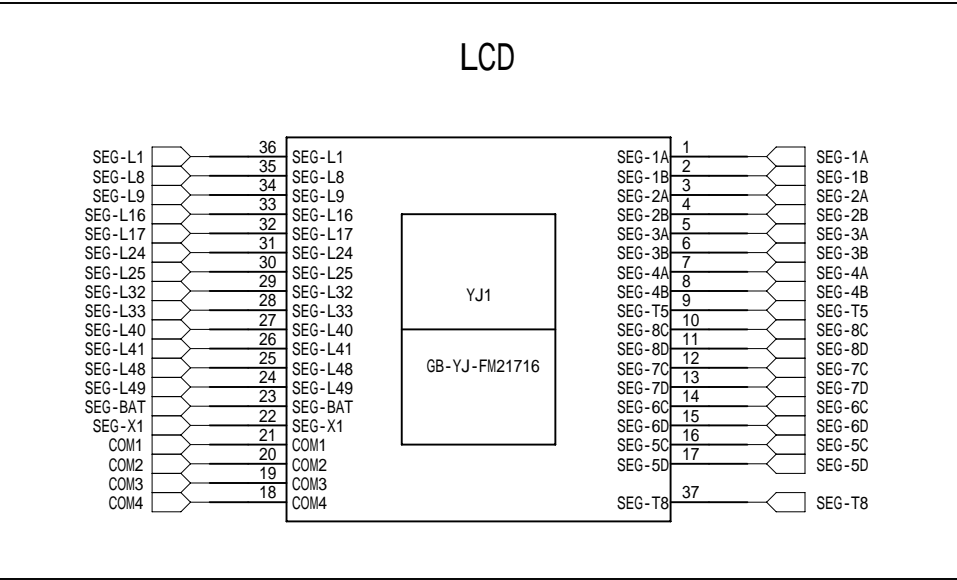 LCD
SEG-L1 36 SEG-L1 SEG-1A 1 SEG-1A
SEG-L8 35 SEG-L8 SEG-1B 2 SEG-1B
SEG-L9 34 SEG-L9 SEG-2A 3 SEG-2A
SEG-L16 33 SEG-L16 SEG-2B 4 SEG-2B
SEG-L17 32 SEG-L17 SEG-3A 5 SEG-3A
SEG-L24 31 SEG-L24 SEG-3B 6 SEG-3B
SEG-L25 30 SEG-L25 SEG-4A 7 SEG-4A
SEG-L32 29 SEG-L32 YJ1 SEG-4B 8 SEG-4B
SEG-L33 28 SEG-L33 SEG-T5 9 SEG-T5
SEG-L40 27 SEG-L40 SEG-8C 10 SEG-8C
SEG-L41 26 SEG-L41 SEG-8D 11 SEG-8D
SEG-L48 25 SEG-L48 GB-YJ-FM21716 SEG-7C 12 SEG-7C
SEG-L49 24 SEG-L49 SEG-7D 13 SEG-7D
SEG-BAT 23 SEG-BAT SEG-6C 14 SEG-6C
SEG-X1 22 SEG-X1 SEG-6D 15 SEG-6D
COM1 21 COM1 SEG-5C 16 SEG-5C
COM2 20 COM2 SEG-5D 17 SEG-5D
COM3 19 COM3
COM4 18 COM4 SEG-T8 37 SEG-T8